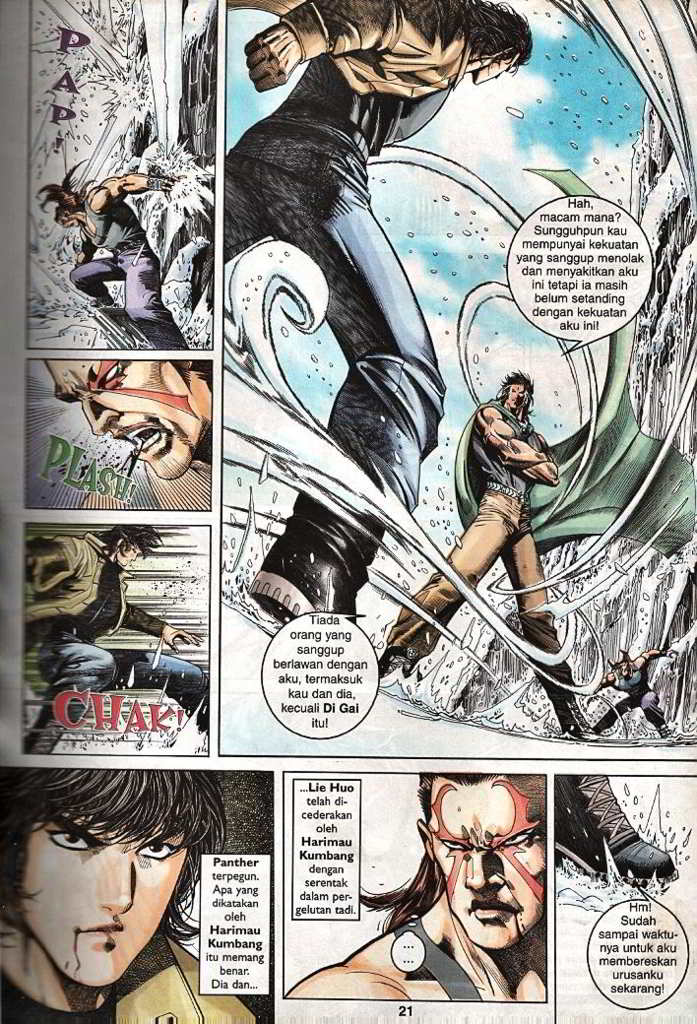 PAP!
PLASH!
CHAK!
Hah,
macam mana?
Sungguhpun kau
mempunyai kekuatan
yang sanggup menolak
dan menyakitkan aku
ini tetapi ia masih
belum setanding
dengan kekuatan
aku ini!
Tiada
orang yang
sanggup
berlawan dengan
aku, termaksuk
kau dan dia,
kecuali Di Gai
itu!
Panther
terpegun.
Apa yang
dikatakan
oleh
Harimau
Kumbang
itu memang
benar.
Dia dan...
...Lie Huo
telah di-
cederakan
oleh
Harimau
Kumbang
dengan
serentak
dalam per-
gelutan tadi.
...
...
Hm!
Sudah
sampai waktu-
nya untuk aku
membereskan
urusanku
sekarang!
21